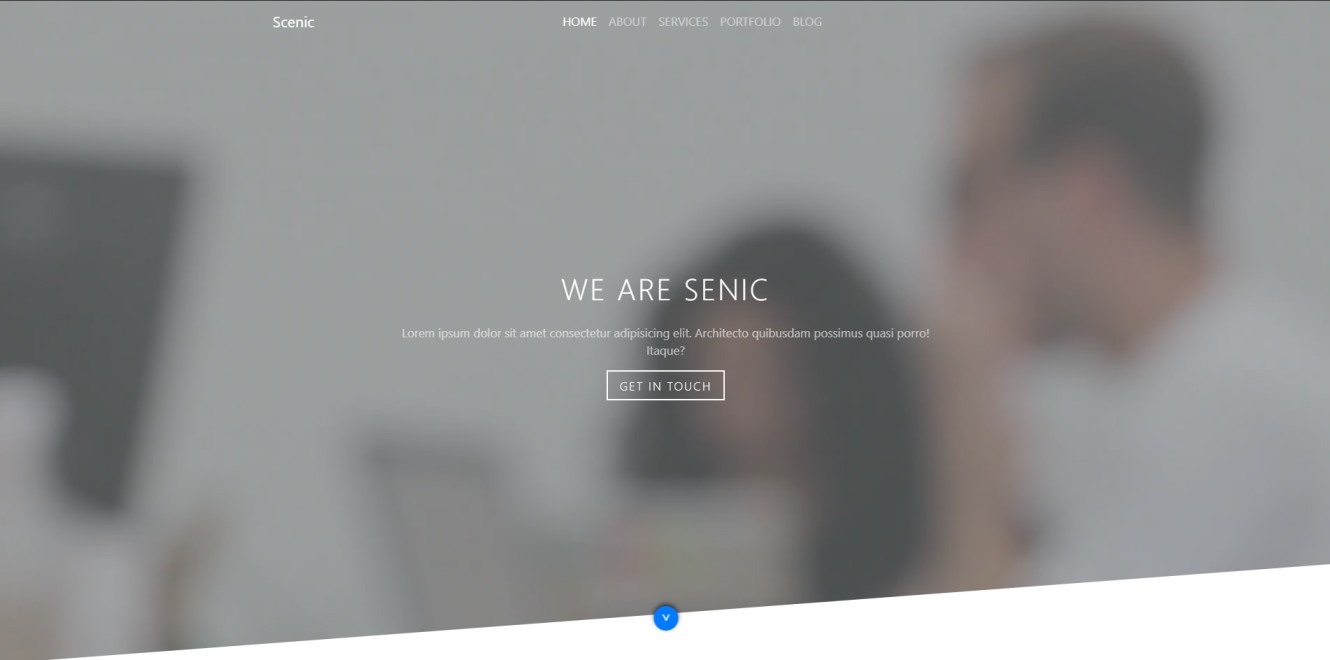 Scenic
HOME ABOUT SERVICES PORTFOLIO BLOG
WE ARE SENIC
Lorem ipsum dolor sit amet consectetur adipisicing elit. Architecto quibusdam possimus quasi porro!
Itaque?
GET IN TOUCH
v